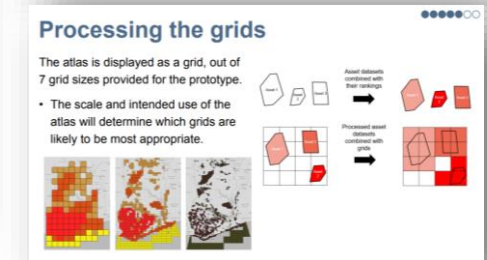 Processing the grids
The atlas is displayed as a grid, out of
7 grid sizes provided for the prototype.
• The scale and intended use of the
atlas will determine which grids are
likely to be most appropriate.
Asset datasets
combined with
their rankings
Processed asset
datasets
combined with
grids